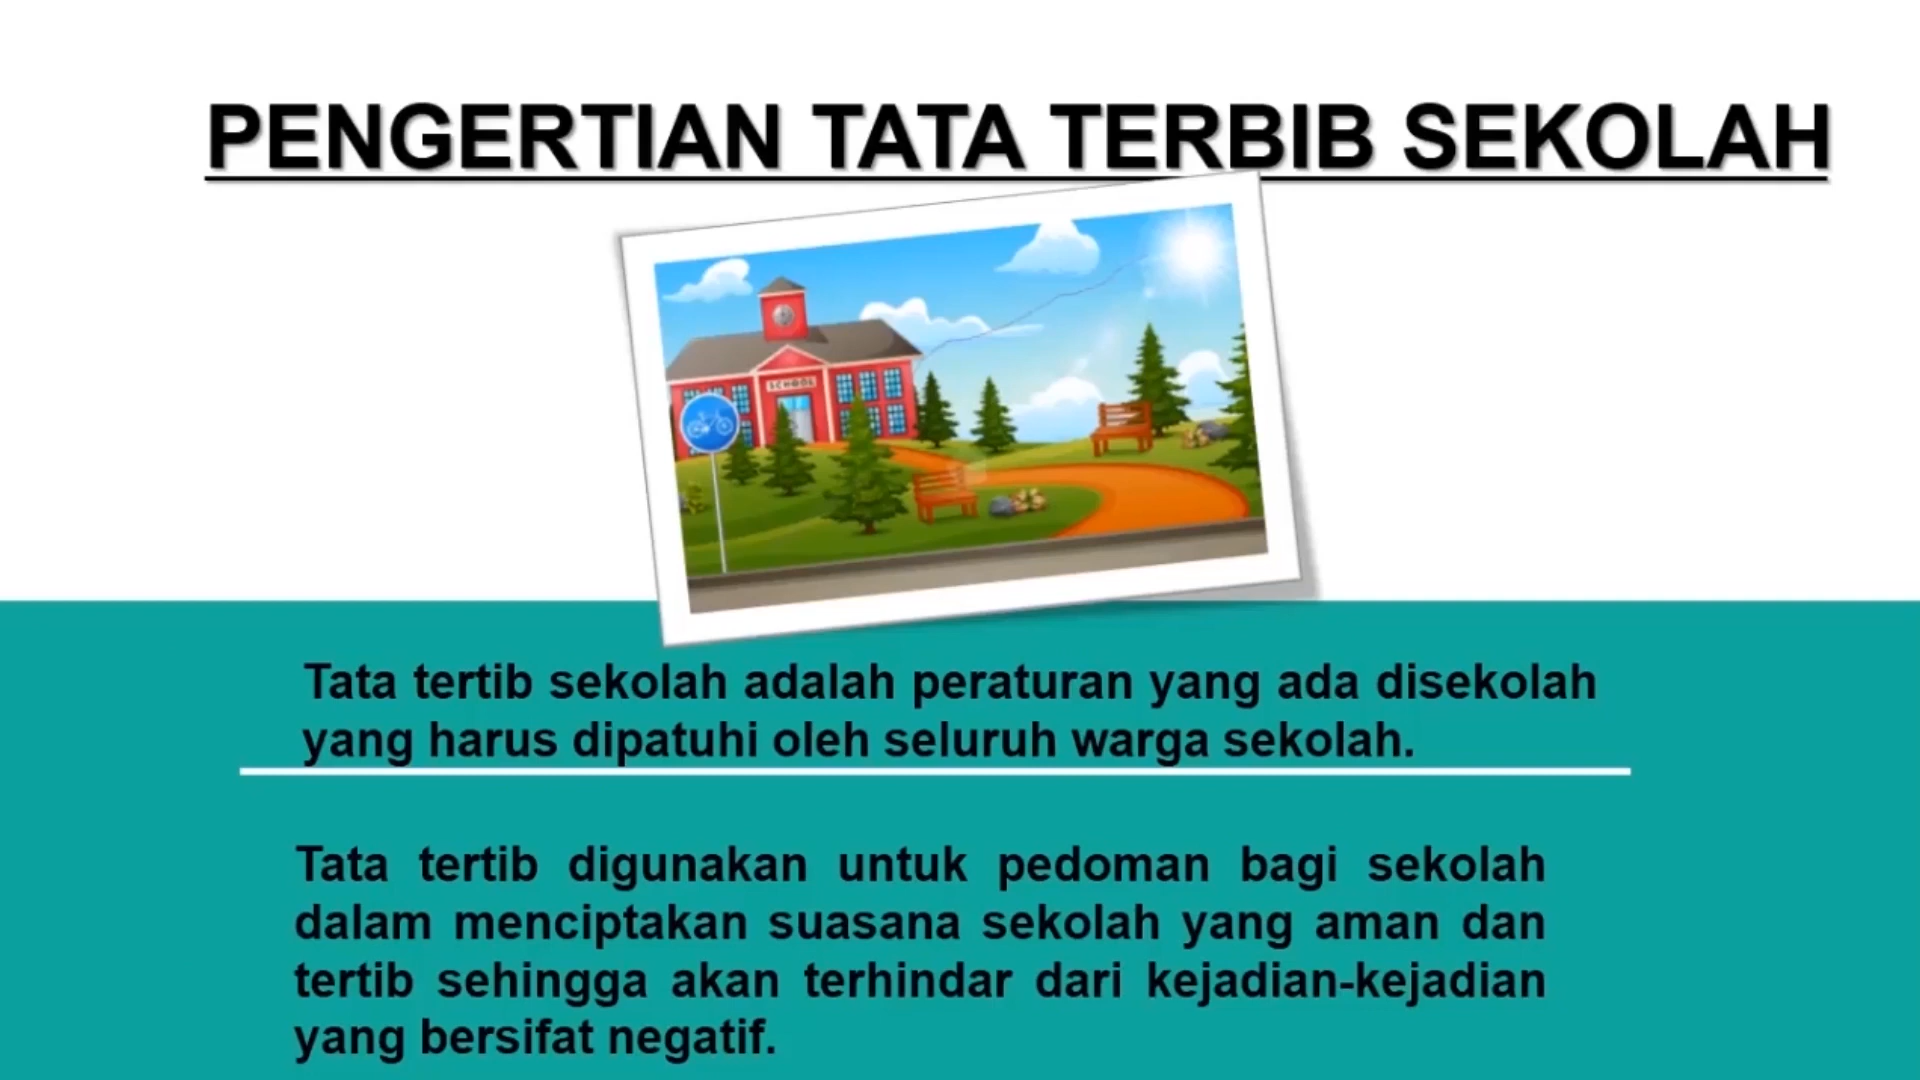 PENGERTIAN TATA TERBIB SEKOLAH
SCHOOL
Tata tertib sekolah adalah peraturan yang ada disekolah
yang harus dipatuhi oleh seluruh warga sekolah.
Tata tertib digunakan untuk pedoman bagi sekolah
dalam menciptakan suasana sekolah yang aman dan
tertib sehingga akan terhindar dari kejadian-kejadian
yang bersifat negatif.